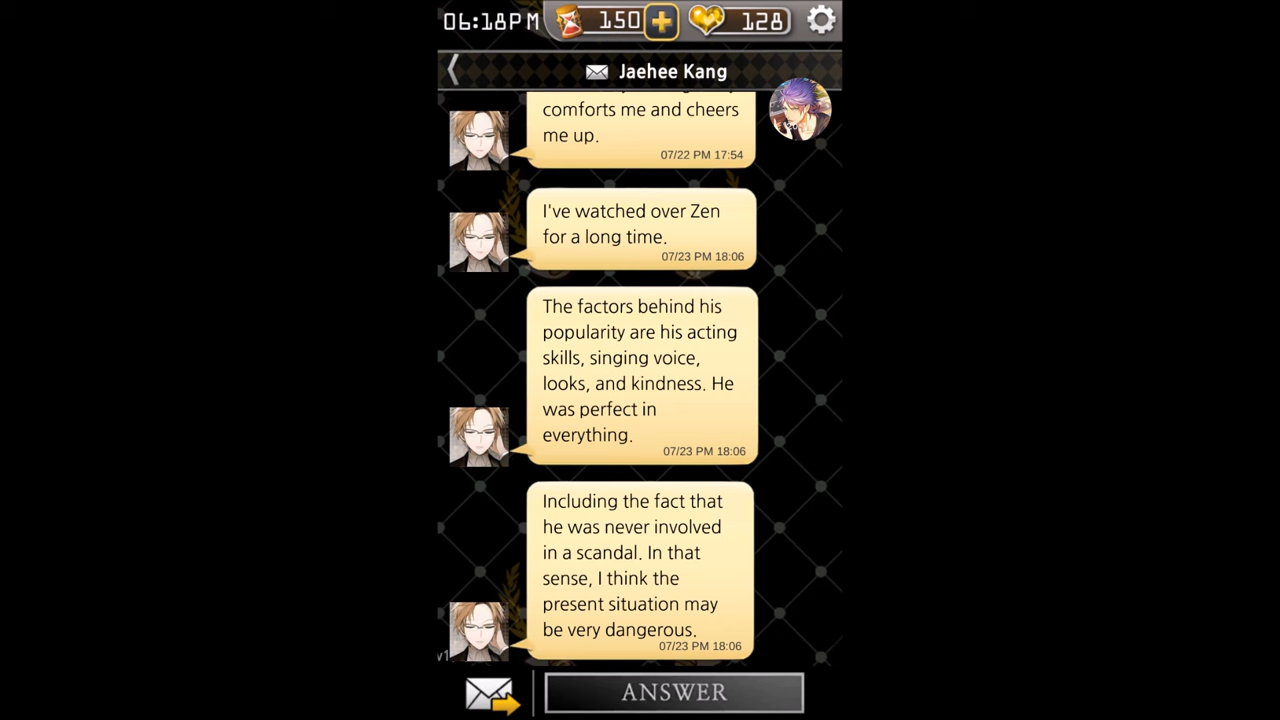 06:18PM 150 128
Jaehee Kang
comforts me and cheers
me up.
07/22 PM 17:54
I've watched over Zen
for a long time.
07/23 PM 18:06
The factors behind his
popularity are his acting
skills, singing voice,
looks, and kindness. He
was perfect in
everything.
07/23 PM 18:06
Including the fact that
he was never involved
in a scandal. In that
sense, I think the
present situation may
be very dangerous.
07/23 PM 18:06
ANSWER